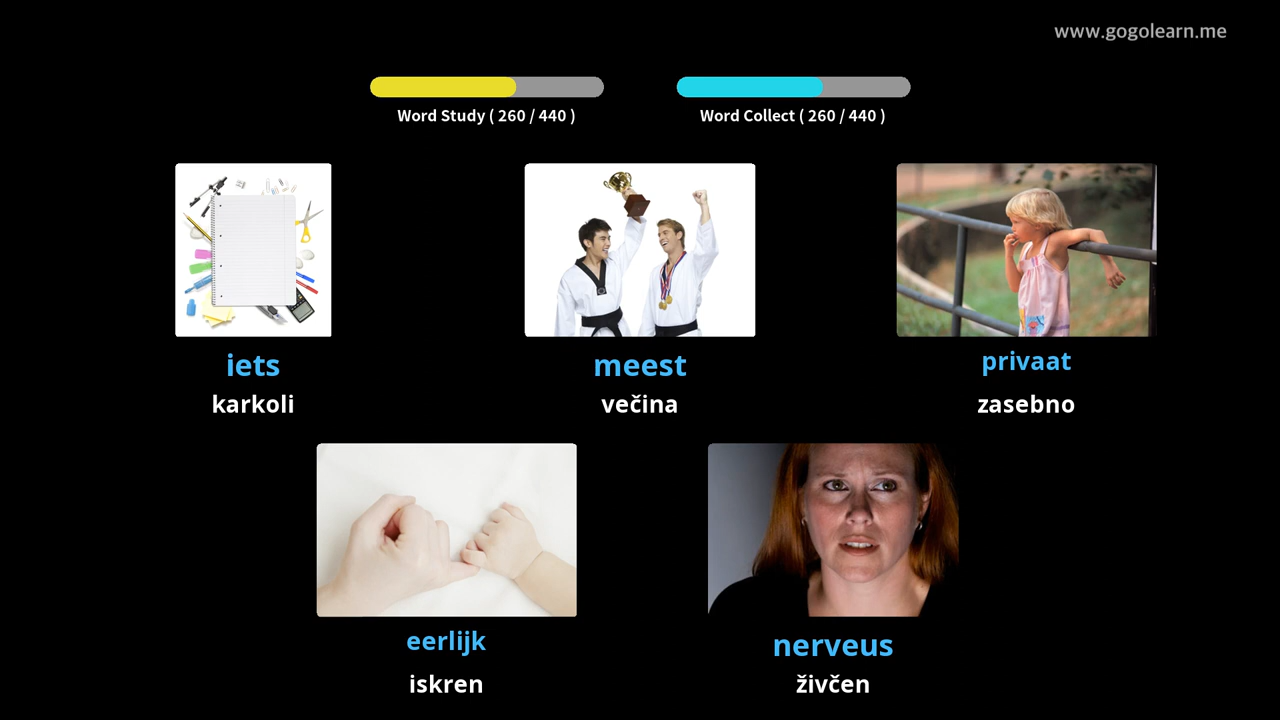 www.gogolearn.me
Word Study ( 260 / 440 )
Word Collect ( 260 / 440 )
iets
karkoli
meest
večina
privaat
zasebno
eerlijk
iskren
nerveus
živčen